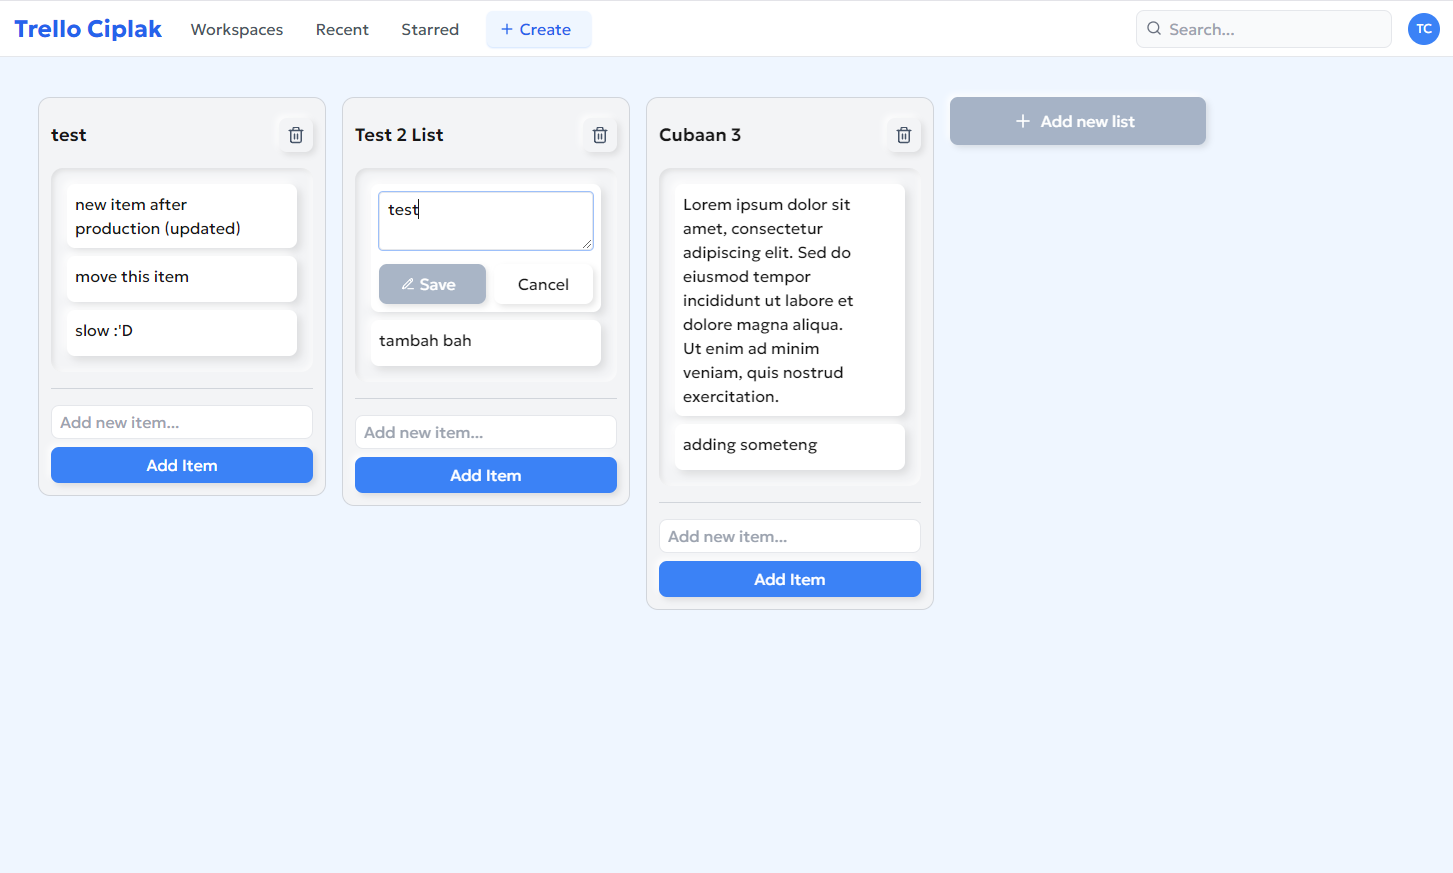 Trello Ciplak
Workspaces
Recent
Starred
+ Create
Search...
TC
test
new item after
production (updated)
move this item
slow :'D
Add new item...
Add Item
Test 2 List
test
Save
Cancel
tambah bah
Add new item...
Add Item
Cubaan 3
Lorem ipsum dolor sit
amet, consectetur
adipiscing elit. Sed do
eiusmod tempor
incididunt ut labore et
dolore magna aliqua.
Ut enim ad minim
veniam, quis nostrud
exercitation.
adding someteng
Add new item...
Add Item
+ Add new list